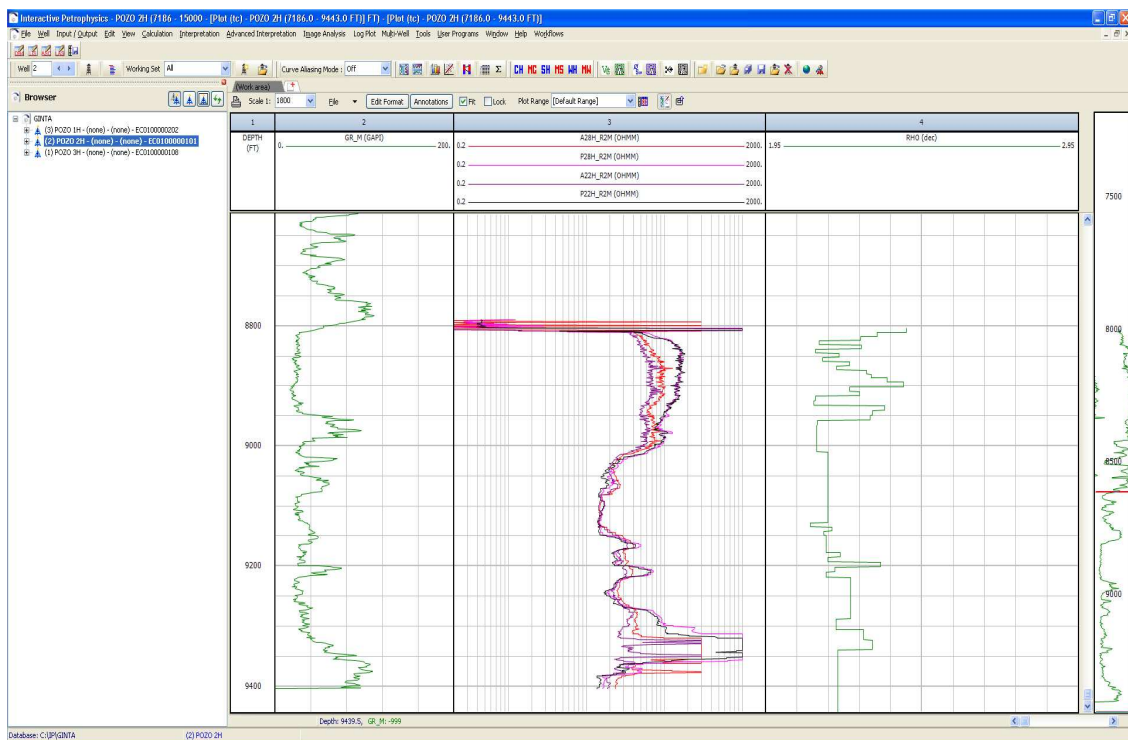 Interactive Petrophysics - POZO 2H (7186 - 15000 - [Plot (tc) - POZO 2H (7186.0 - 9443.0 FT)] FT) - [Plot (tc) - POZO 2H (7186.0 - 9443.0 FT)]
File Well Input / Output Edit View Calculation Interpretation Advanced Interpretation Image Analysis Log Plot Multi-Well Tools User Programs Window Help Workflows
Well 2 Working Set All Curve Aliasing Mode : Off CH MC SH MS WH MW
(Work area)
Browser Scale 1: 1800. File Edit Format Annotations Fit Lock Plot Range [Default Range]
GINTA
(3) POZO 1H - (none) - (none) - EC0100000202
(2) POZO 2H - (none) - (none) - EC0100000101
(1) POZO 3H - (none) - (none) - EC0100000108
1 2 3 4
DEPTH (FT)
GR_M (GAPI)
0. 200.
A28H_R2M (OHMM)
0.2 2000.
P28H_R2M (OHMM)
0.2 2000.
A22H_R2M (OHMM)
0.2 2000.
P22H_R2M (OHMM)
0.2 2000.
RHO (dec)
1.95 2.95
8800
9000
9200
9400
7500
8000
8500
9000
Depth: 9439.5, GR_M: -999
Database: C:\IP\GINTA (2) POZO 2H